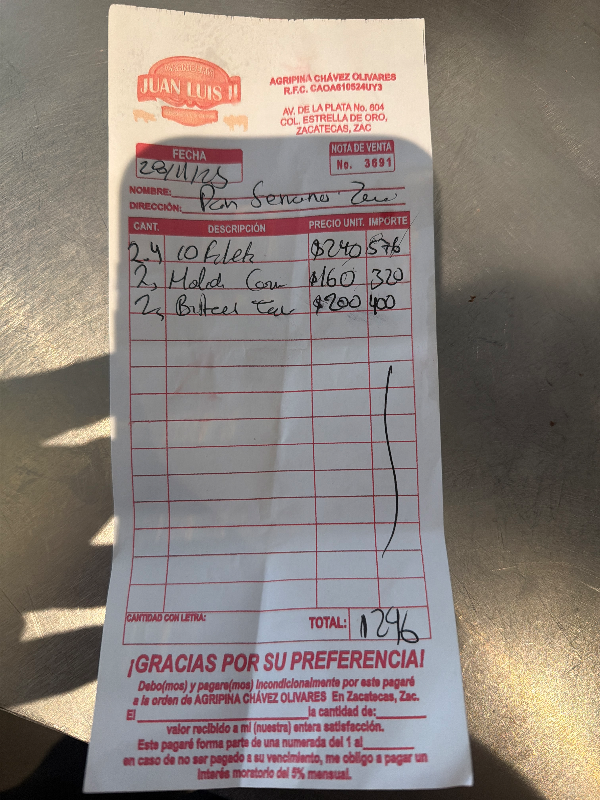 JUAN LUIS JJ
AGRIPINA CHÁVEZ OLIVARES
R.F.C. CAOA610524UY3
AV. DE LA PLATA No. 604
COL. ESTRELLA DE ORO,
ZACATECAS, ZAC
FECHA
NOTA DE VENTA
28/11/25
No. 3691
NOMBRE:
DIRECCIÓN: Pan
CANT. DESCRIPCIÓN PRECIO UNIT. IMPORTE
2.4 10 Filete $240 576
2, $160 320
2, $200 400
CANTIDAD CON LETRA: TOTAL: 1296
¡GRACIAS POR SU PREFERENCIA!
Debo(mos) y pagare(mos) incondicionalmente por este pagaré
a la orden de AGRIPINA CHÁVEZ OLIVARES En Zacatecas, Zac.
El la cantidad de:
valor recibido a mi (nuestra) entera satisfacción.
Este pagaré forma parte de una numerada del 1 al
en caso de no ser pagado a su vencimiento, me obligo a pagar un
interés moratorio del 5% mensual.